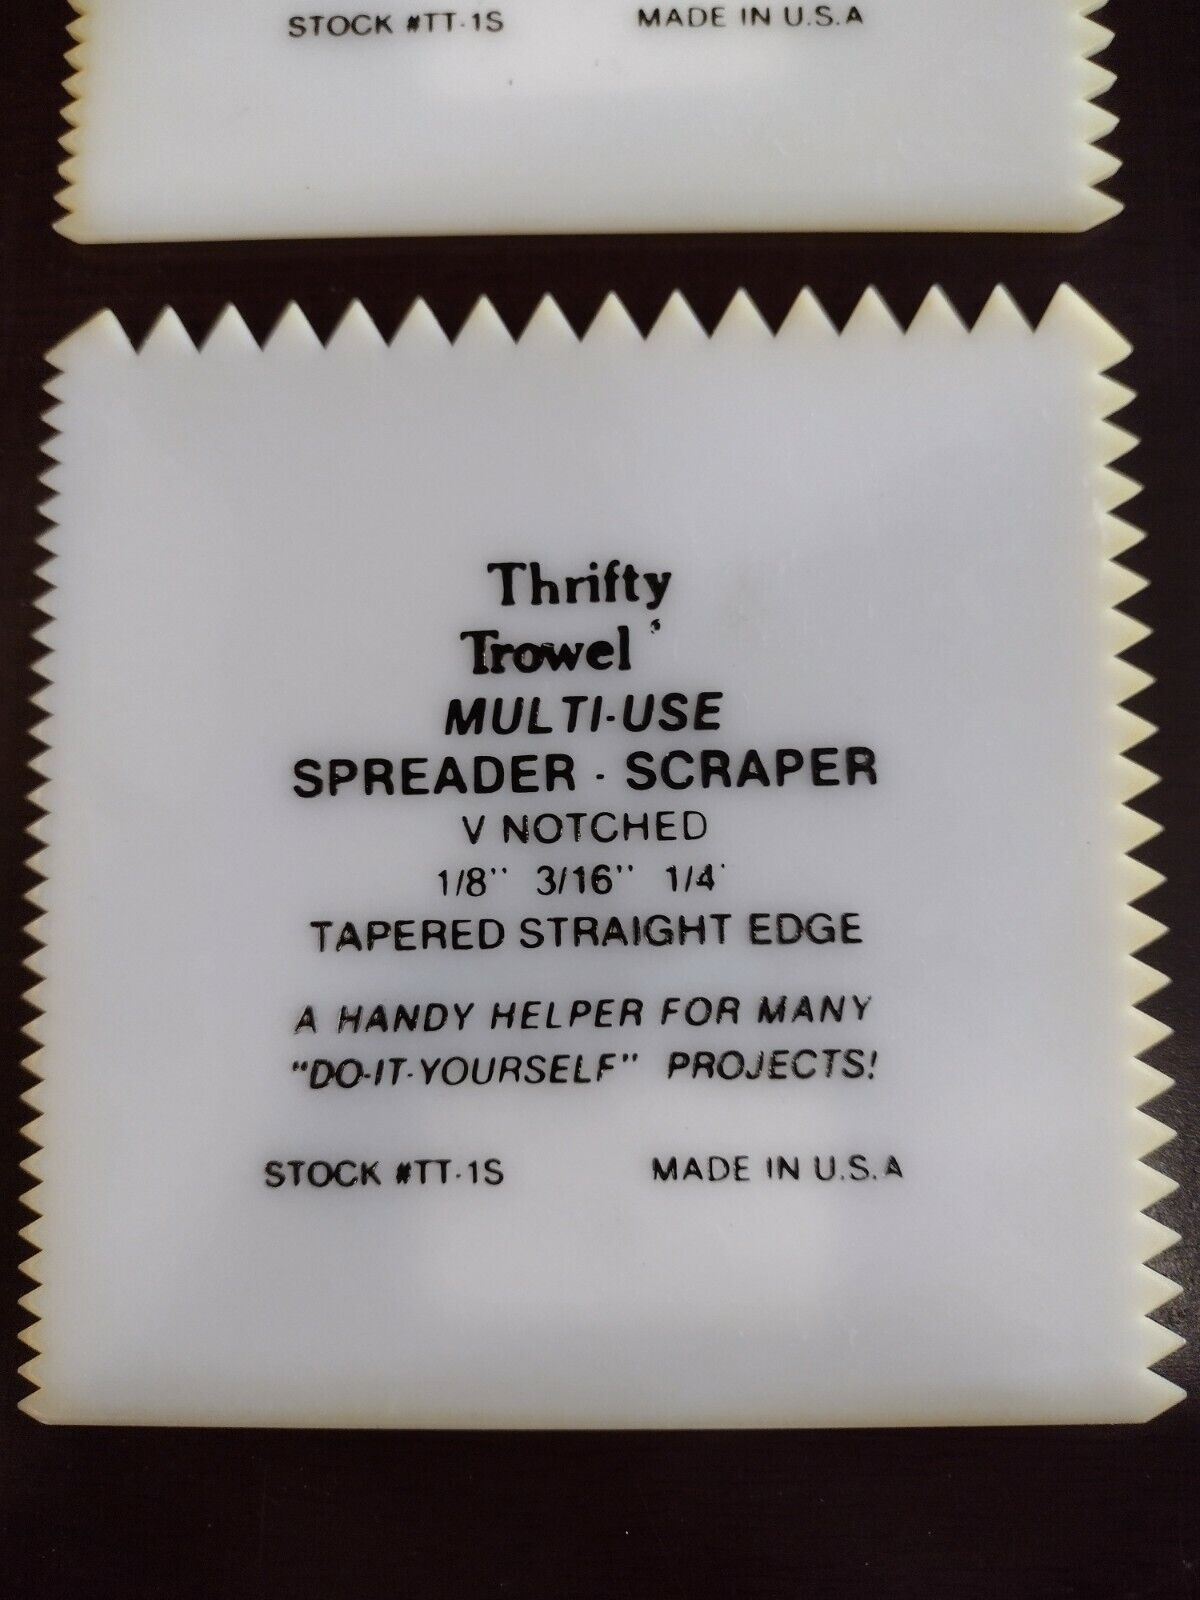 STOCK #TT-1S MADE IN U.S.A
Thrifty
Trowel
MULTI-USE
SPREADER - SCRAPER
V NOTCHED
1/8" 3/16" 1/4'
TAPERED STRAIGHT EDGE
A HANDY HELPER FOR MANY
"DO-IT-YOURSELF" PROJECTS!
STOCK #TT-1S MADE IN U.S.A